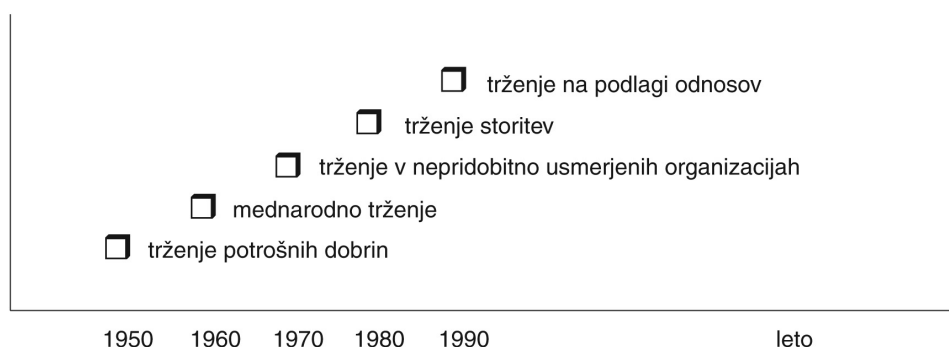 trženje na podlagi odnosov
trženje storitev
trženje v nepridobitno usmerjenih organizacijah
mednarodno trženje
trženje potrošnih dobrin
1950 1960 1970 1980 1990 leto